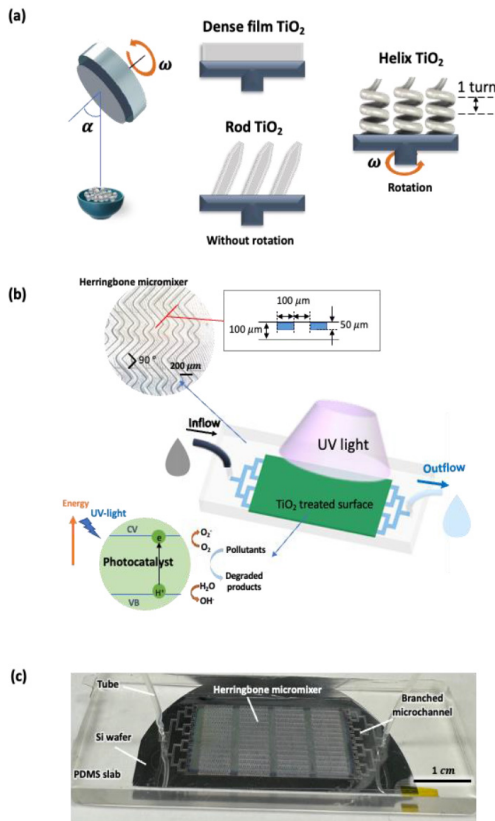 (a)
Dense film TiO₂
Helix TiO₂
1 turn
ω
α
Rod TiO₂
ω
Rotation
Without rotation
(b)
Herringbone micromixer
100 μm
100 μm
50 μm
90 °
200 μm
Inflow
UV light
Outflow
TiO₂ treated surface
Energy
UV-light
CV
e
O₂⁻
O₂
Pollutants
Photocatalyst
Degraded
products
H⁺
H₂O
OH⁻
VB
(c)
Tube
Herringbone micromixer
Branched
microchannel
Si wafer
PDMS slab
1 cm